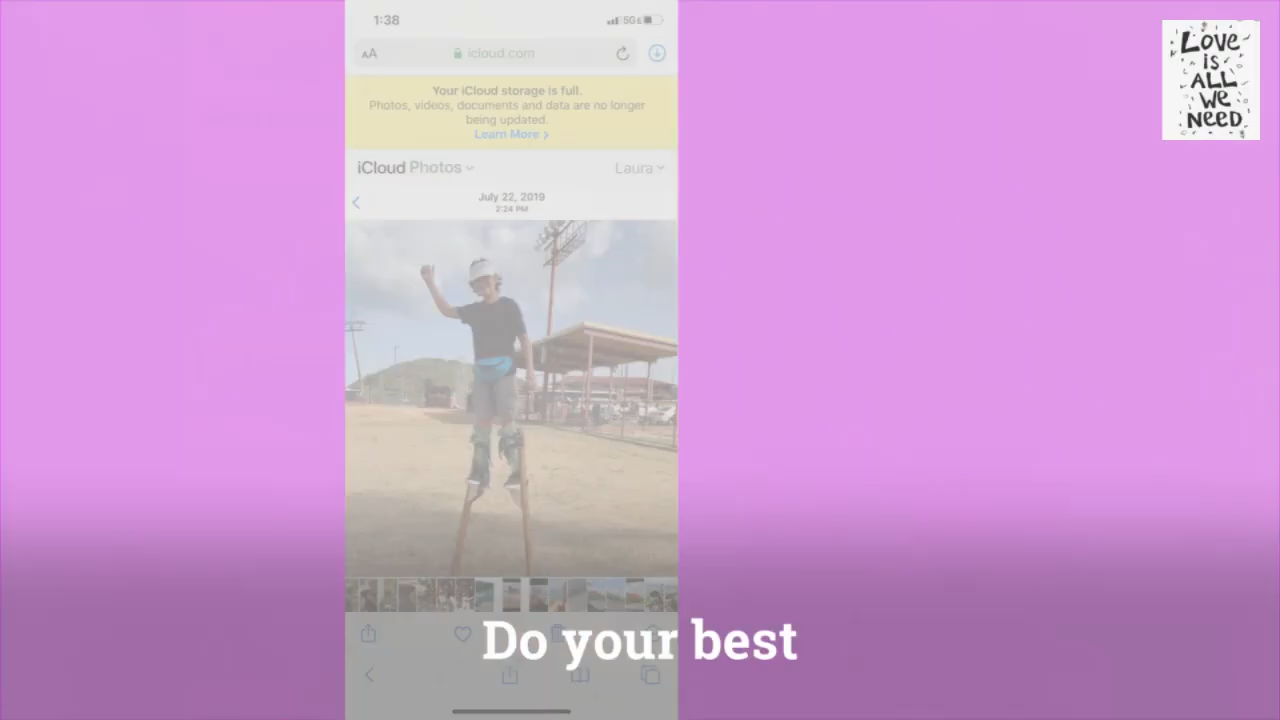 1:38
5GE
AA
icloud.com
Your iCloud storage is full.
Photos, videos, documents and data are no longer
being updated.
Learn More >
iCloud Photos
Laura
July 22, 2019
2:24 PM
LOVE
is
ALL
WE
NEED
Do your best